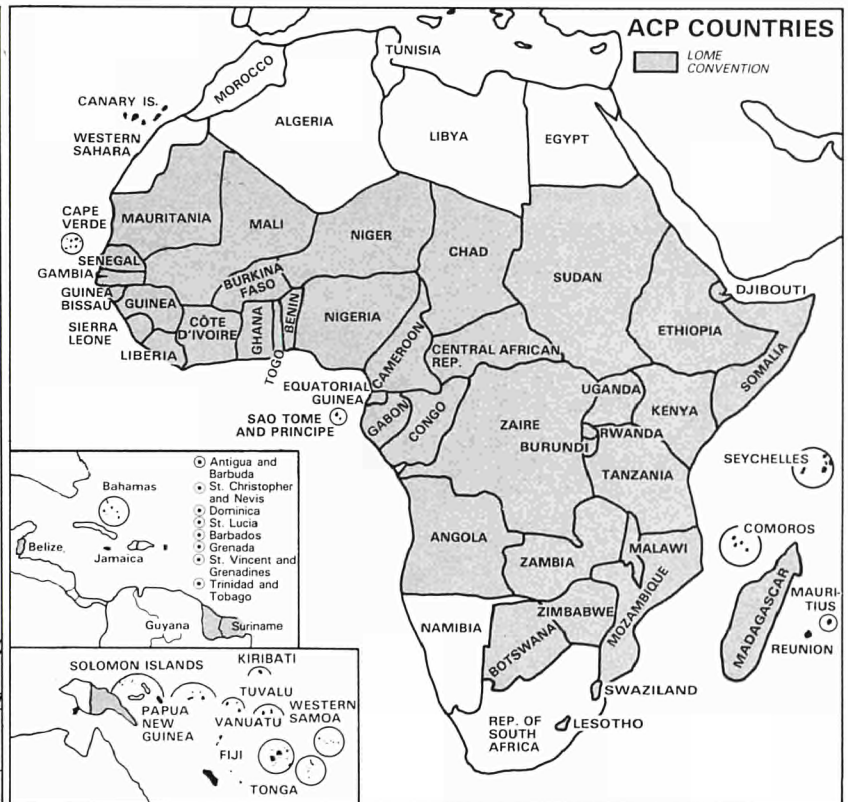 ACP COUNTRIES
LOME
CONVENTION
TUNISIA
MOROCCO
CANARY IS.
ALGERIA
LIBYA
EGYPT
WESTERN
SAHARA
CAPE
VERDE
MAURITANIA
MALI
NIGER
CHAD
SUDAN
SENEGAL
GAMBIA
GUINEA
BISSAU
GUINEA
BURKINA
FASO
SIERRA
LEONE
CÔTE
D'IVOIRE
GHANA
BENIN
NIGERIA
LIBERIA
TOGO
CAMEROON
CENTRAL AFRICAN
REP.
DJIBOUTI
ETHIOPIA
SOMALIA
EQUATORIAL
GUINEA
SAO TOME
AND PRINCIPE
GABON
CONGO
ZAIRE
UGANDA
KENYA
RWANDA
BURUNDI
TANZANIA
SEYCHELLES
COMOROS
ANGOLA
ZAMBIA
MALAWI
MOZAMBIQUE
MADAGASCAR
MAURI-
TIUS
REUNION
NAMIBIA
BOTSWANA
ZIMBABWE
SWAZILAND
LESOTHO
REP. OF
SOUTH
AFRICA
Bahamas
Belize
Jamaica
Guyana
Suriname
Antigua and
Barbuda
St. Christopher
and Nevis
Dominica
St. Lucia
Barbados
Grenada
St. Vincent and
Grenadines
Trinidad and
Tobago
SOLOMON ISLANDS
KIRIBATI
TUVALU
PAPUA
NEW
GUINEA
VANUATU
WESTERN
SAMOA
FIJI
TONGA